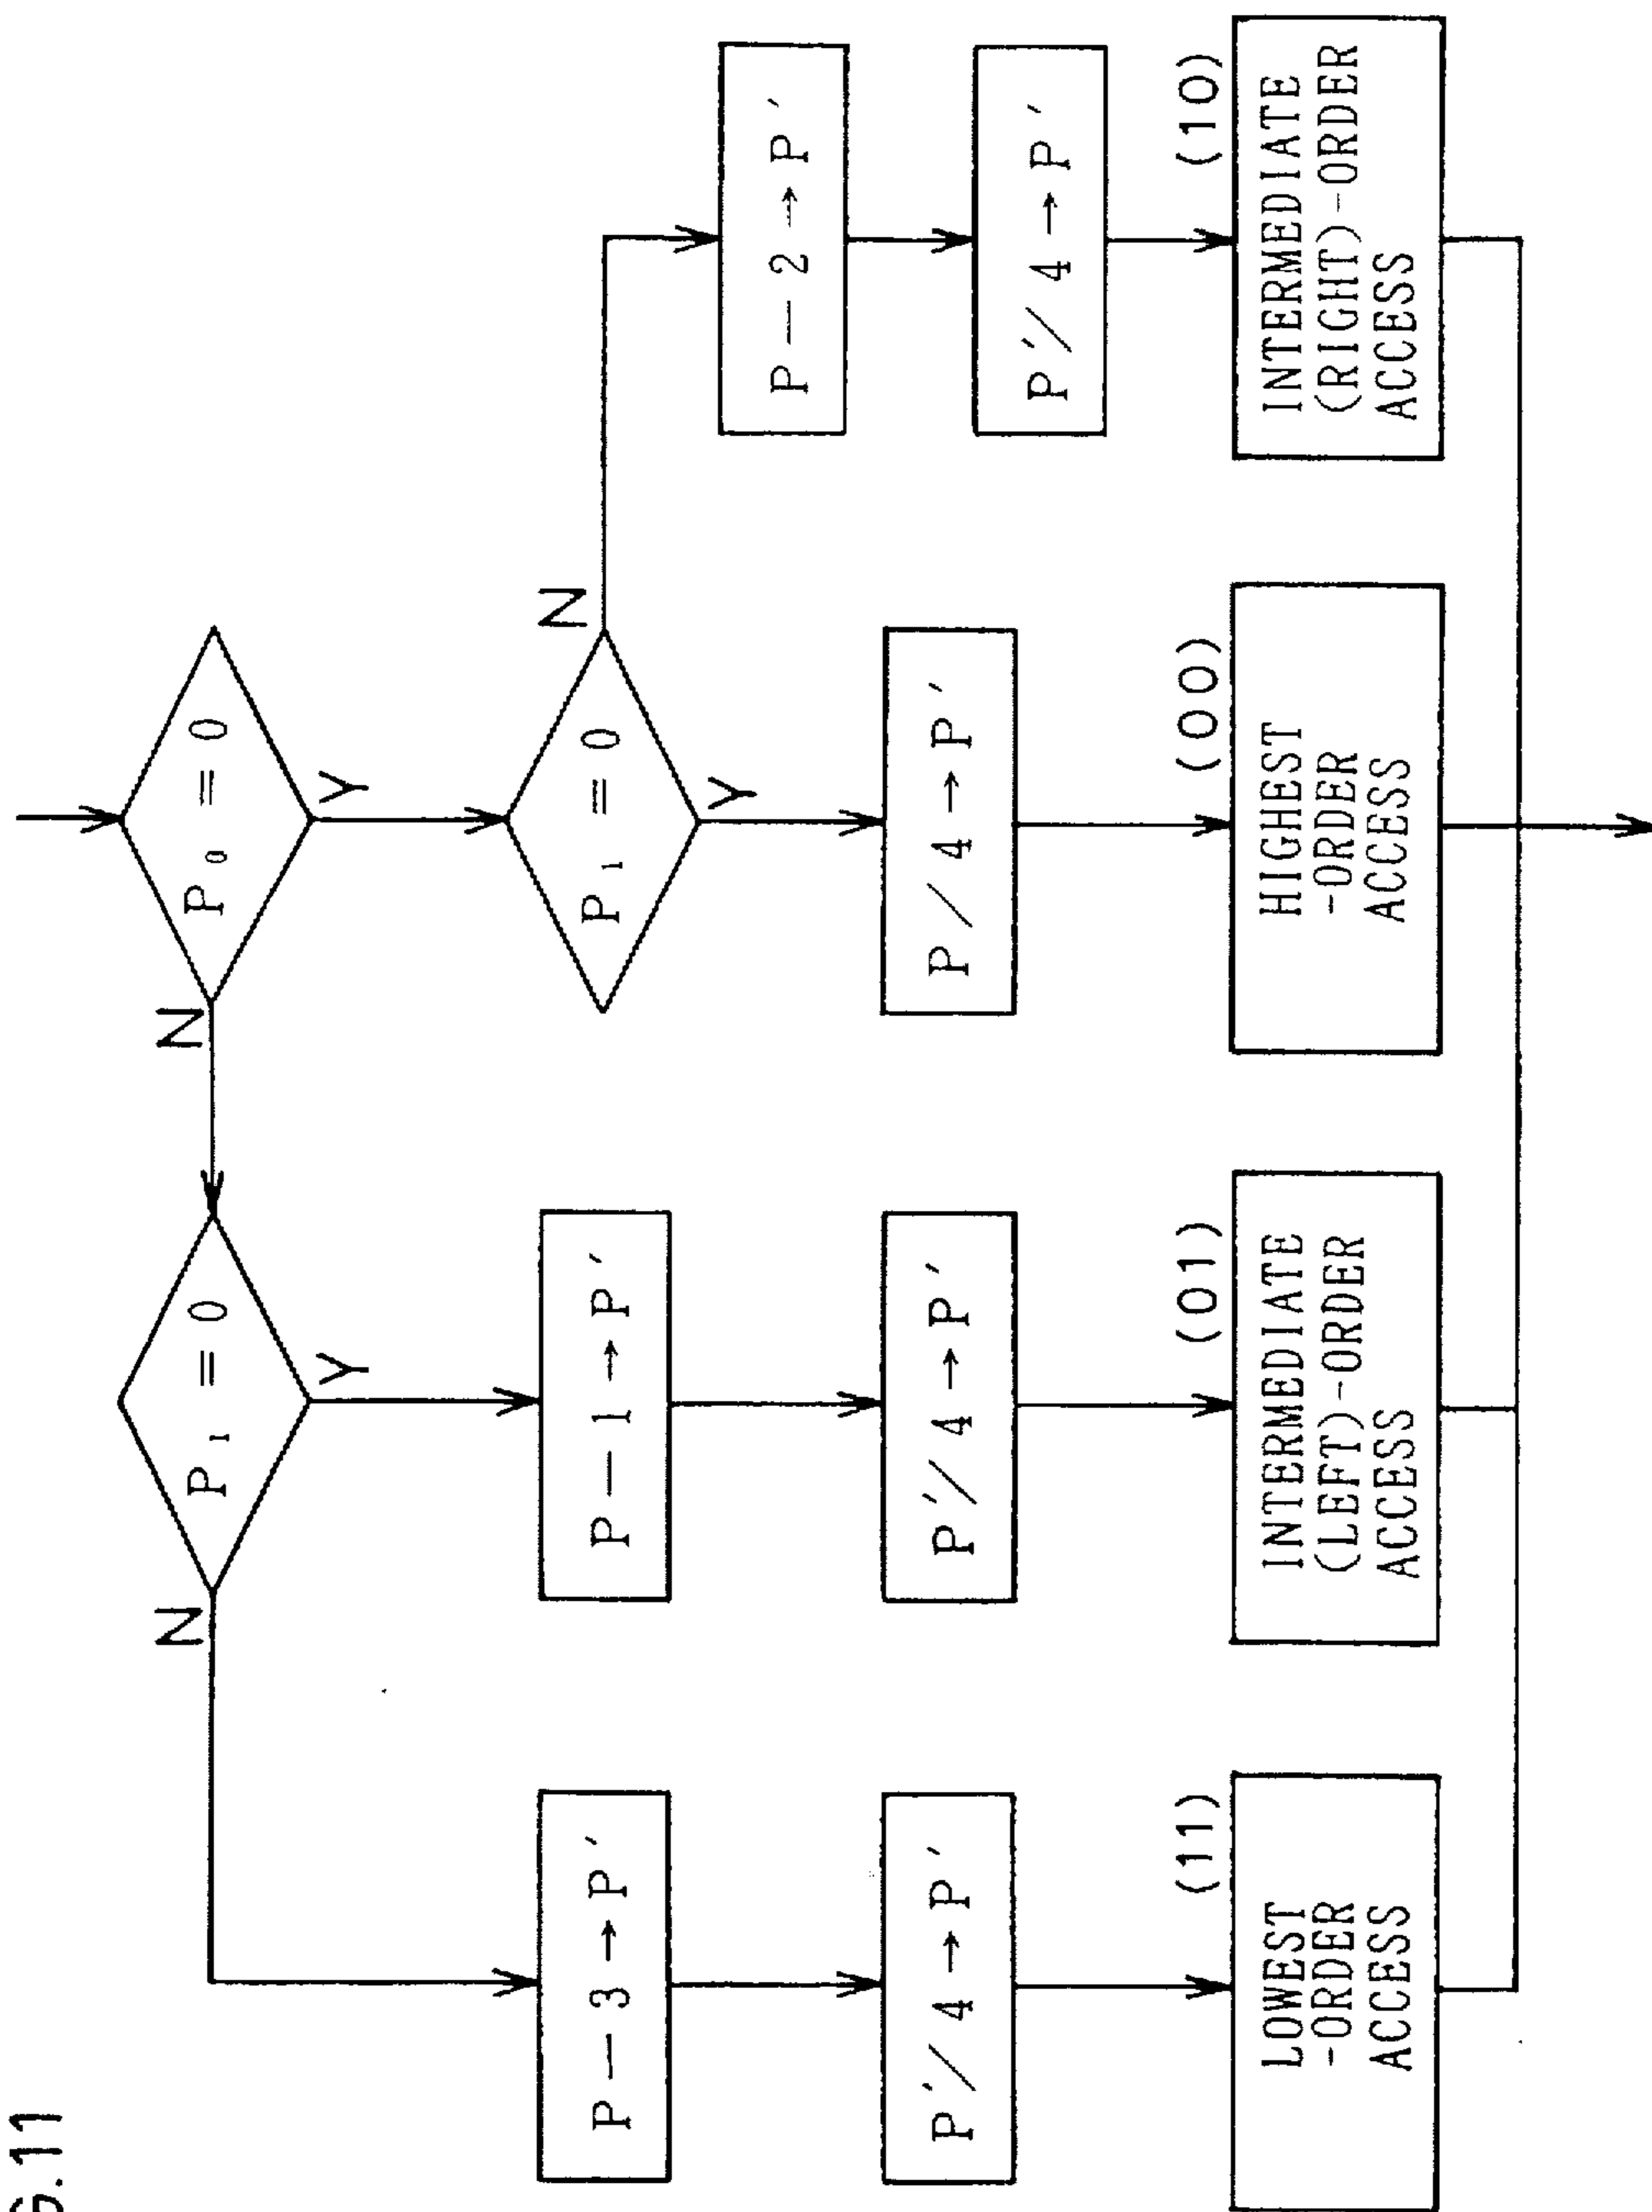 G.11
P₀ = 0
N
Y
P₁ = 0
N
Y
P₁ = 0
N
Y
P − 3 → P′
P − 1 → P′
P − 2 → P′
P′/4 → P′
P′/4 → P′
P/4 → P′
P′/4 → P′
(11)
(01)
(00)
(10)
LOWEST
-ORDER
ACCESS
INTERMEDIATE
(LEFT)-ORDER
ACCESS
HIGHEST
-ORDER
ACCESS
INTERMEDIATE
(RIGHT)-ORDER
ACCESS